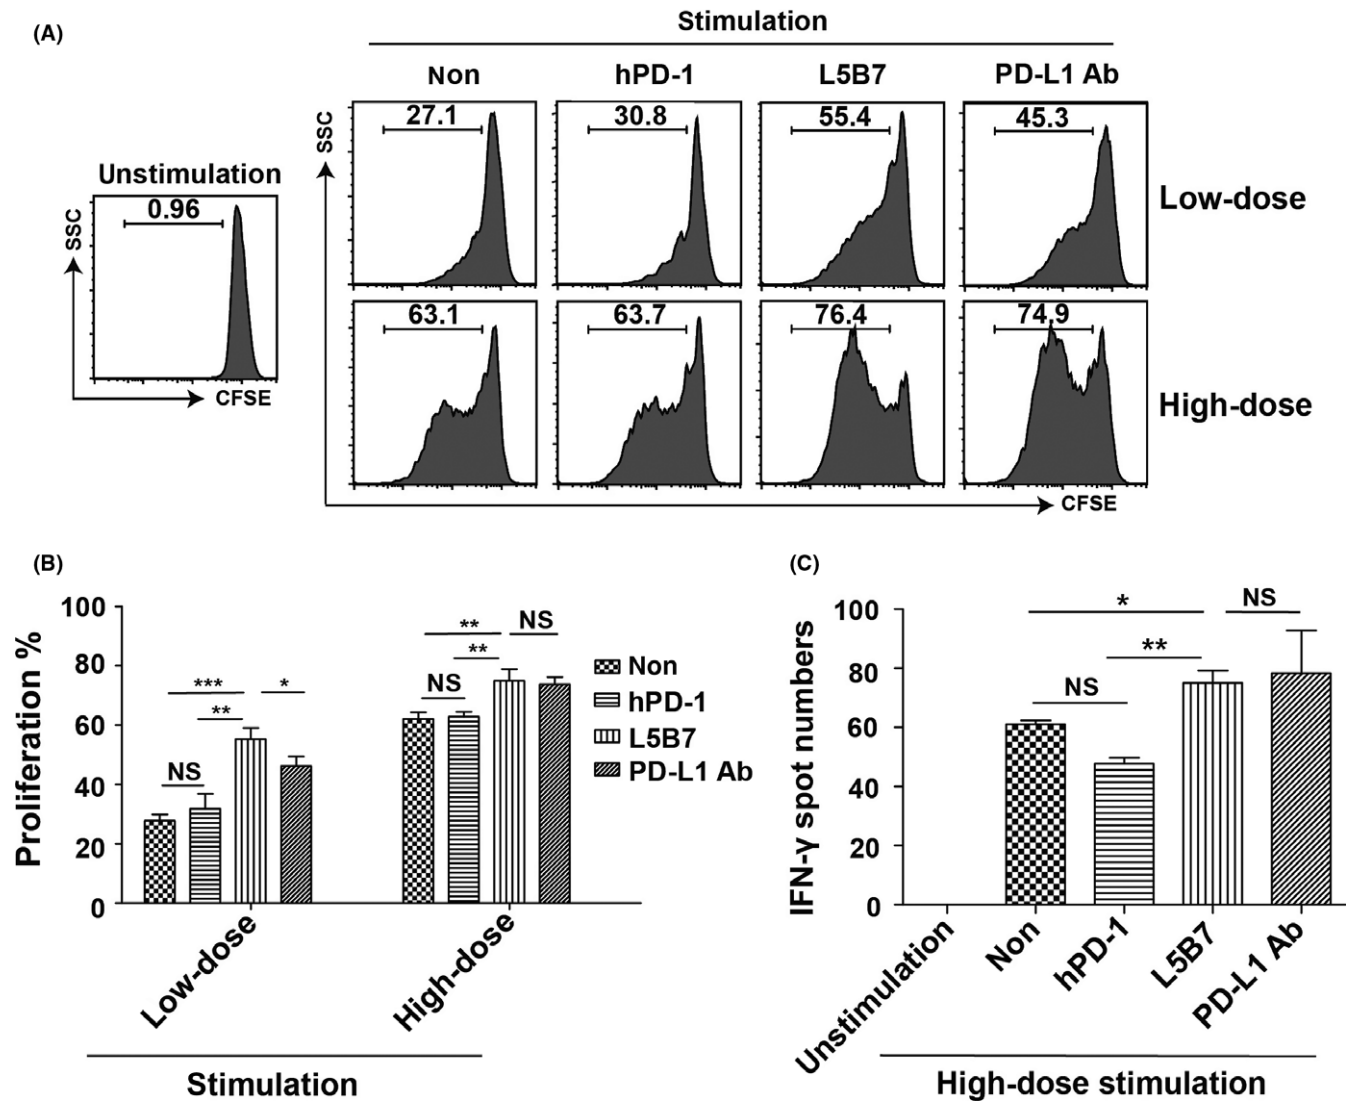 (A)
Stimulation
Non hPD-1 L5B7 PD-L1 Ab
SSC 27.1 30.8 55.4 45.3
Unstimulation
Low-dose
SSC 0.96
63.1 63.7 76.4 74.9
CFSE
High-dose
CFSE
(B)
Proliferation %
100
80
60
40
20
0
NS *** ** *
NS ** ** NS
Non
hPD-1
L5B7
PD-L1 Ab
Low-dose
High-dose
Stimulation
(C)
IFN-γ spot numbers
100
80
60
40
20
0
* NS
**
NS
Unstimulation
Non
hPD-1
L5B7
PD-L1 Ab
High-dose stimulation